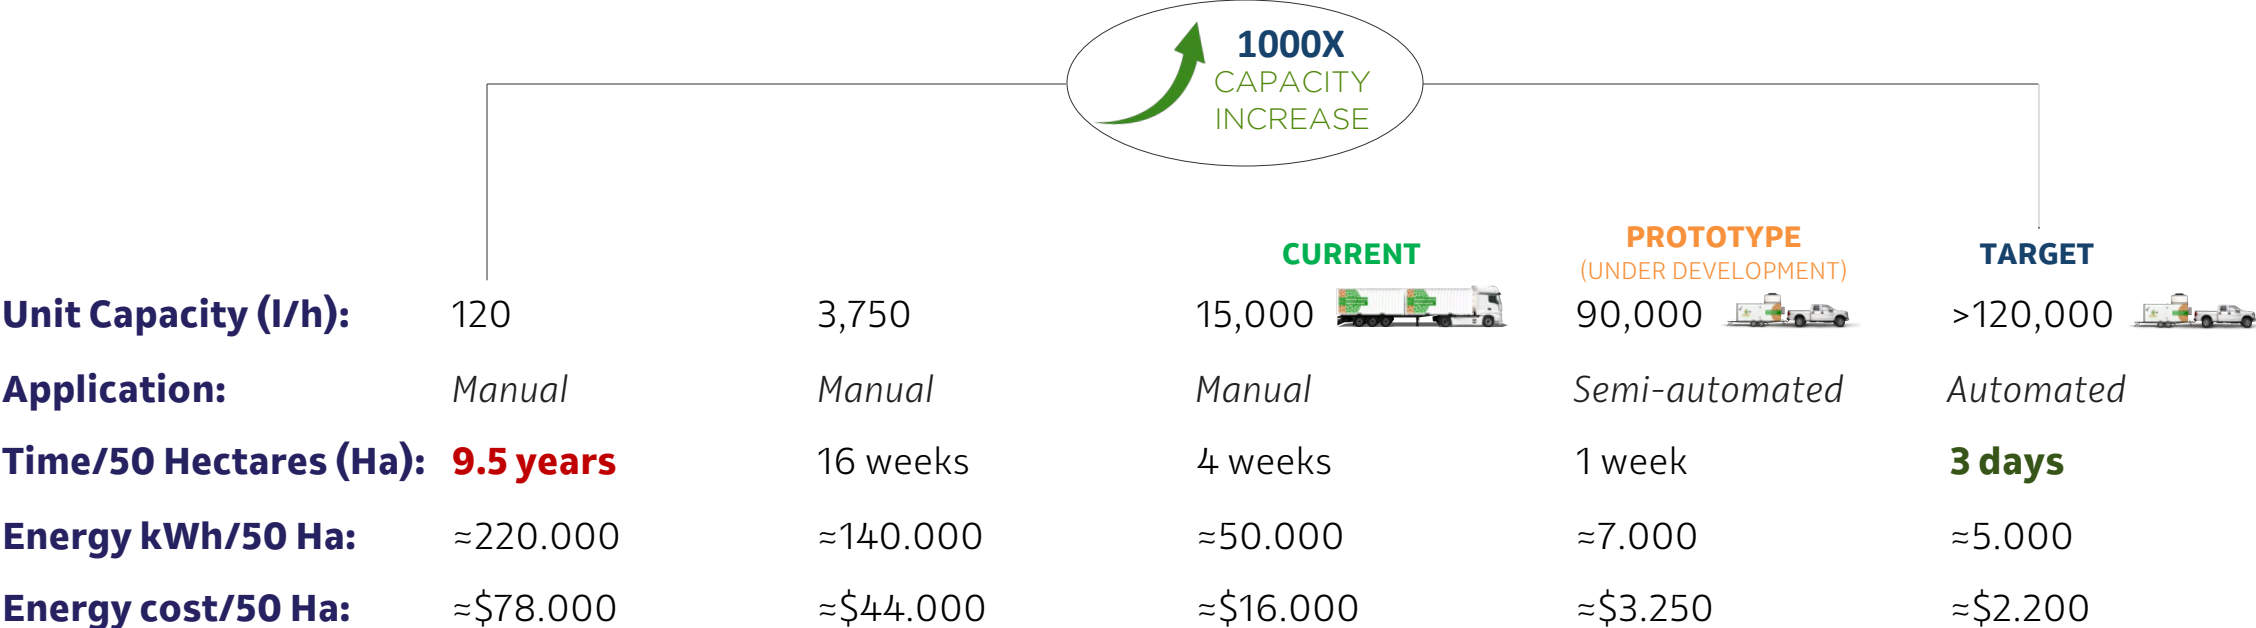 1000X
CAPACITY
INCREASE
CURRENT
PROTOTYPE
(UNDER DEVELOPMENT)
TARGET
Unit Capacity (l/h): 120 3,750 15,000 90,000 >120,000
Application: Manual Manual Manual Semi-automated Automated
Time/50 Hectares (Ha): 9.5 years 16 weeks 4 weeks 1 week 3 days
Energy kWh/50 Ha: ≈220.000 ≈140.000 ≈50.000 ≈7.000 ≈5.000
Energy cost/50 Ha: ≈$78.000 ≈$44.000 ≈$16.000 ≈$3.250 ≈$2.200